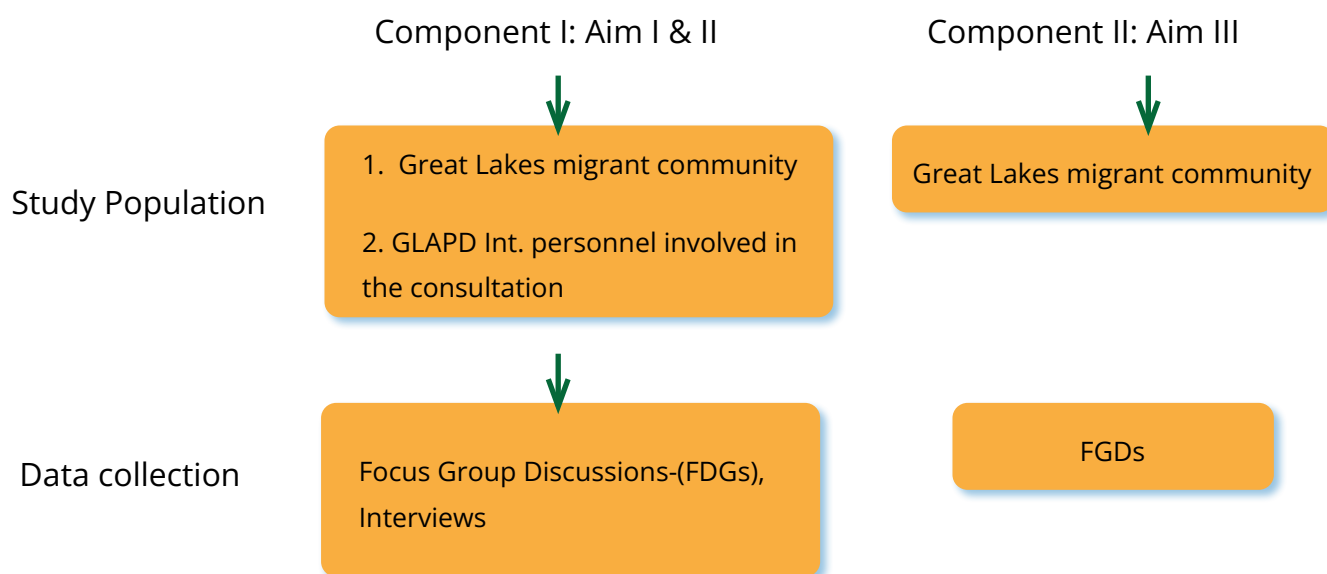 Component I: Aim I & II
Component II: Aim III
Study Population
1. Great Lakes migrant community
2. GLAPD Int. personnel involved in
the consultation
Great Lakes migrant community
Data collection
Focus Group Discussions-(FDGs),
Interviews
FGDs